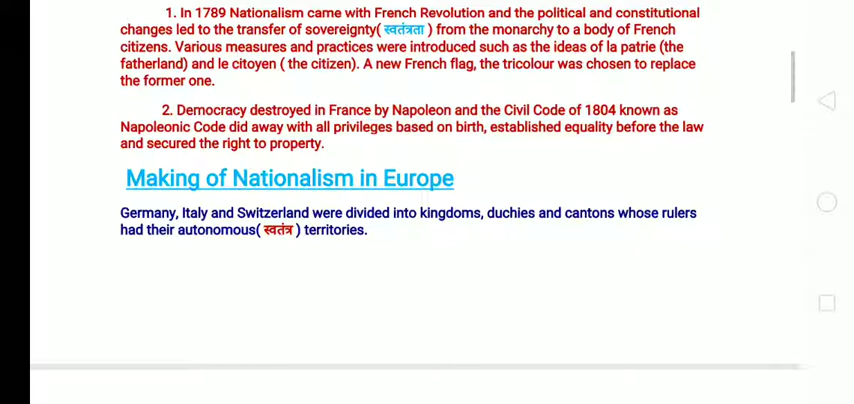 1. In 1789 Nationalism came with French Revolution and the political and constitutional
changes led to the transfer of sovereignty( स्वतंत्रता ) from the monarchy to a body of French
citizens. Various measures and practices were introduced such as the ideas of la patrie (the
fatherland) and le citoyen ( the citizen). A new French flag, the tricolour was chosen to replace
the former one.
2. Democracy destroyed in France by Napoleon and the Civil Code of 1804 known as
Napoleonic Code did away with all privileges based on birth, established equality before the law
and secured the right to property.
Making of Nationalism in Europe
Germany, Italy and Switzerland were divided into kingdoms, duchies and cantons whose rulers
had their autonomous( स्वतंत्र ) territories.